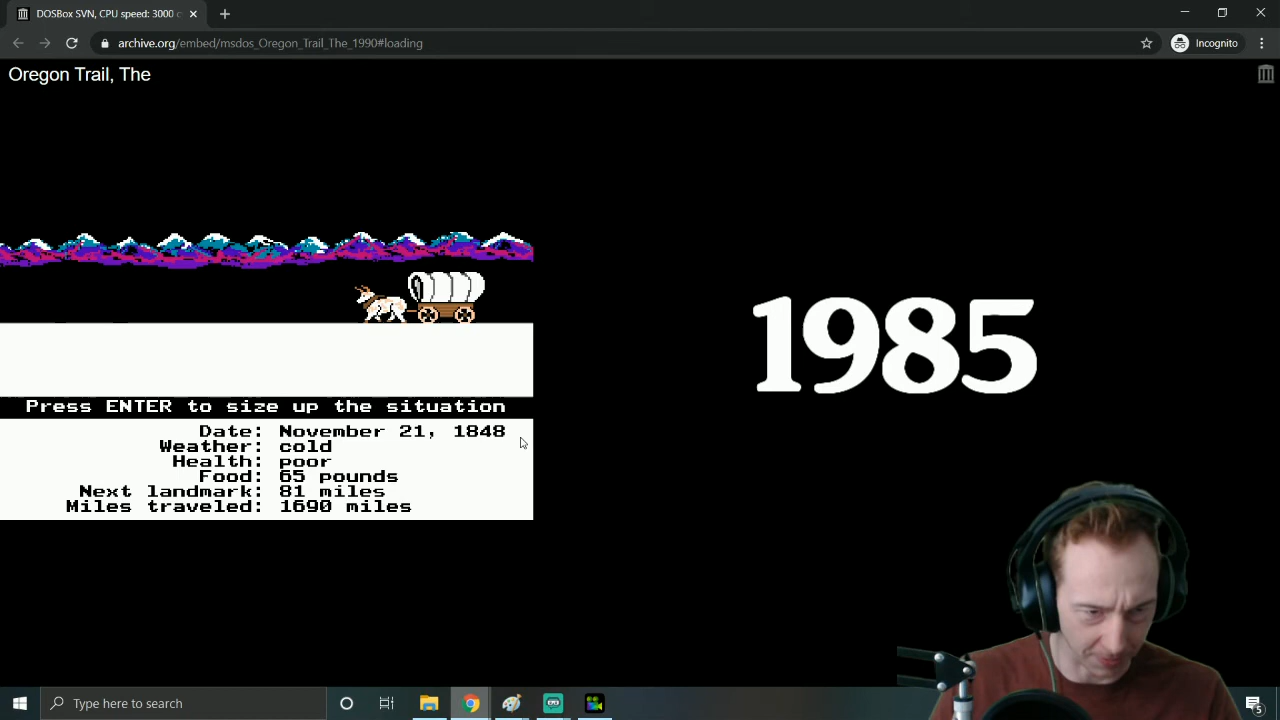 DOSBox SVN, CPU speed: 3000 c
archive.org/embed/msdos_Oregon_Trail_The_1990#loading
Incognito
Oregon Trail, The
1985
Press ENTER to size up the situation
Date: November 21, 1848
Weather: cold
Health: poor
Food: 65 pounds
Next landmark: 81 miles
Miles traveled: 1690 miles
Type here to search
5